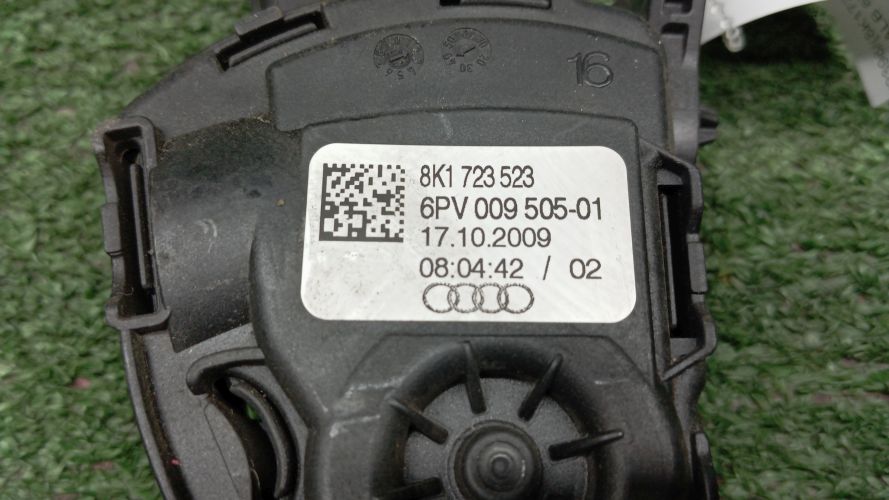 16
8K1 723 523
6PV 009 505-01
17.10.2009
08:04:42 / 02